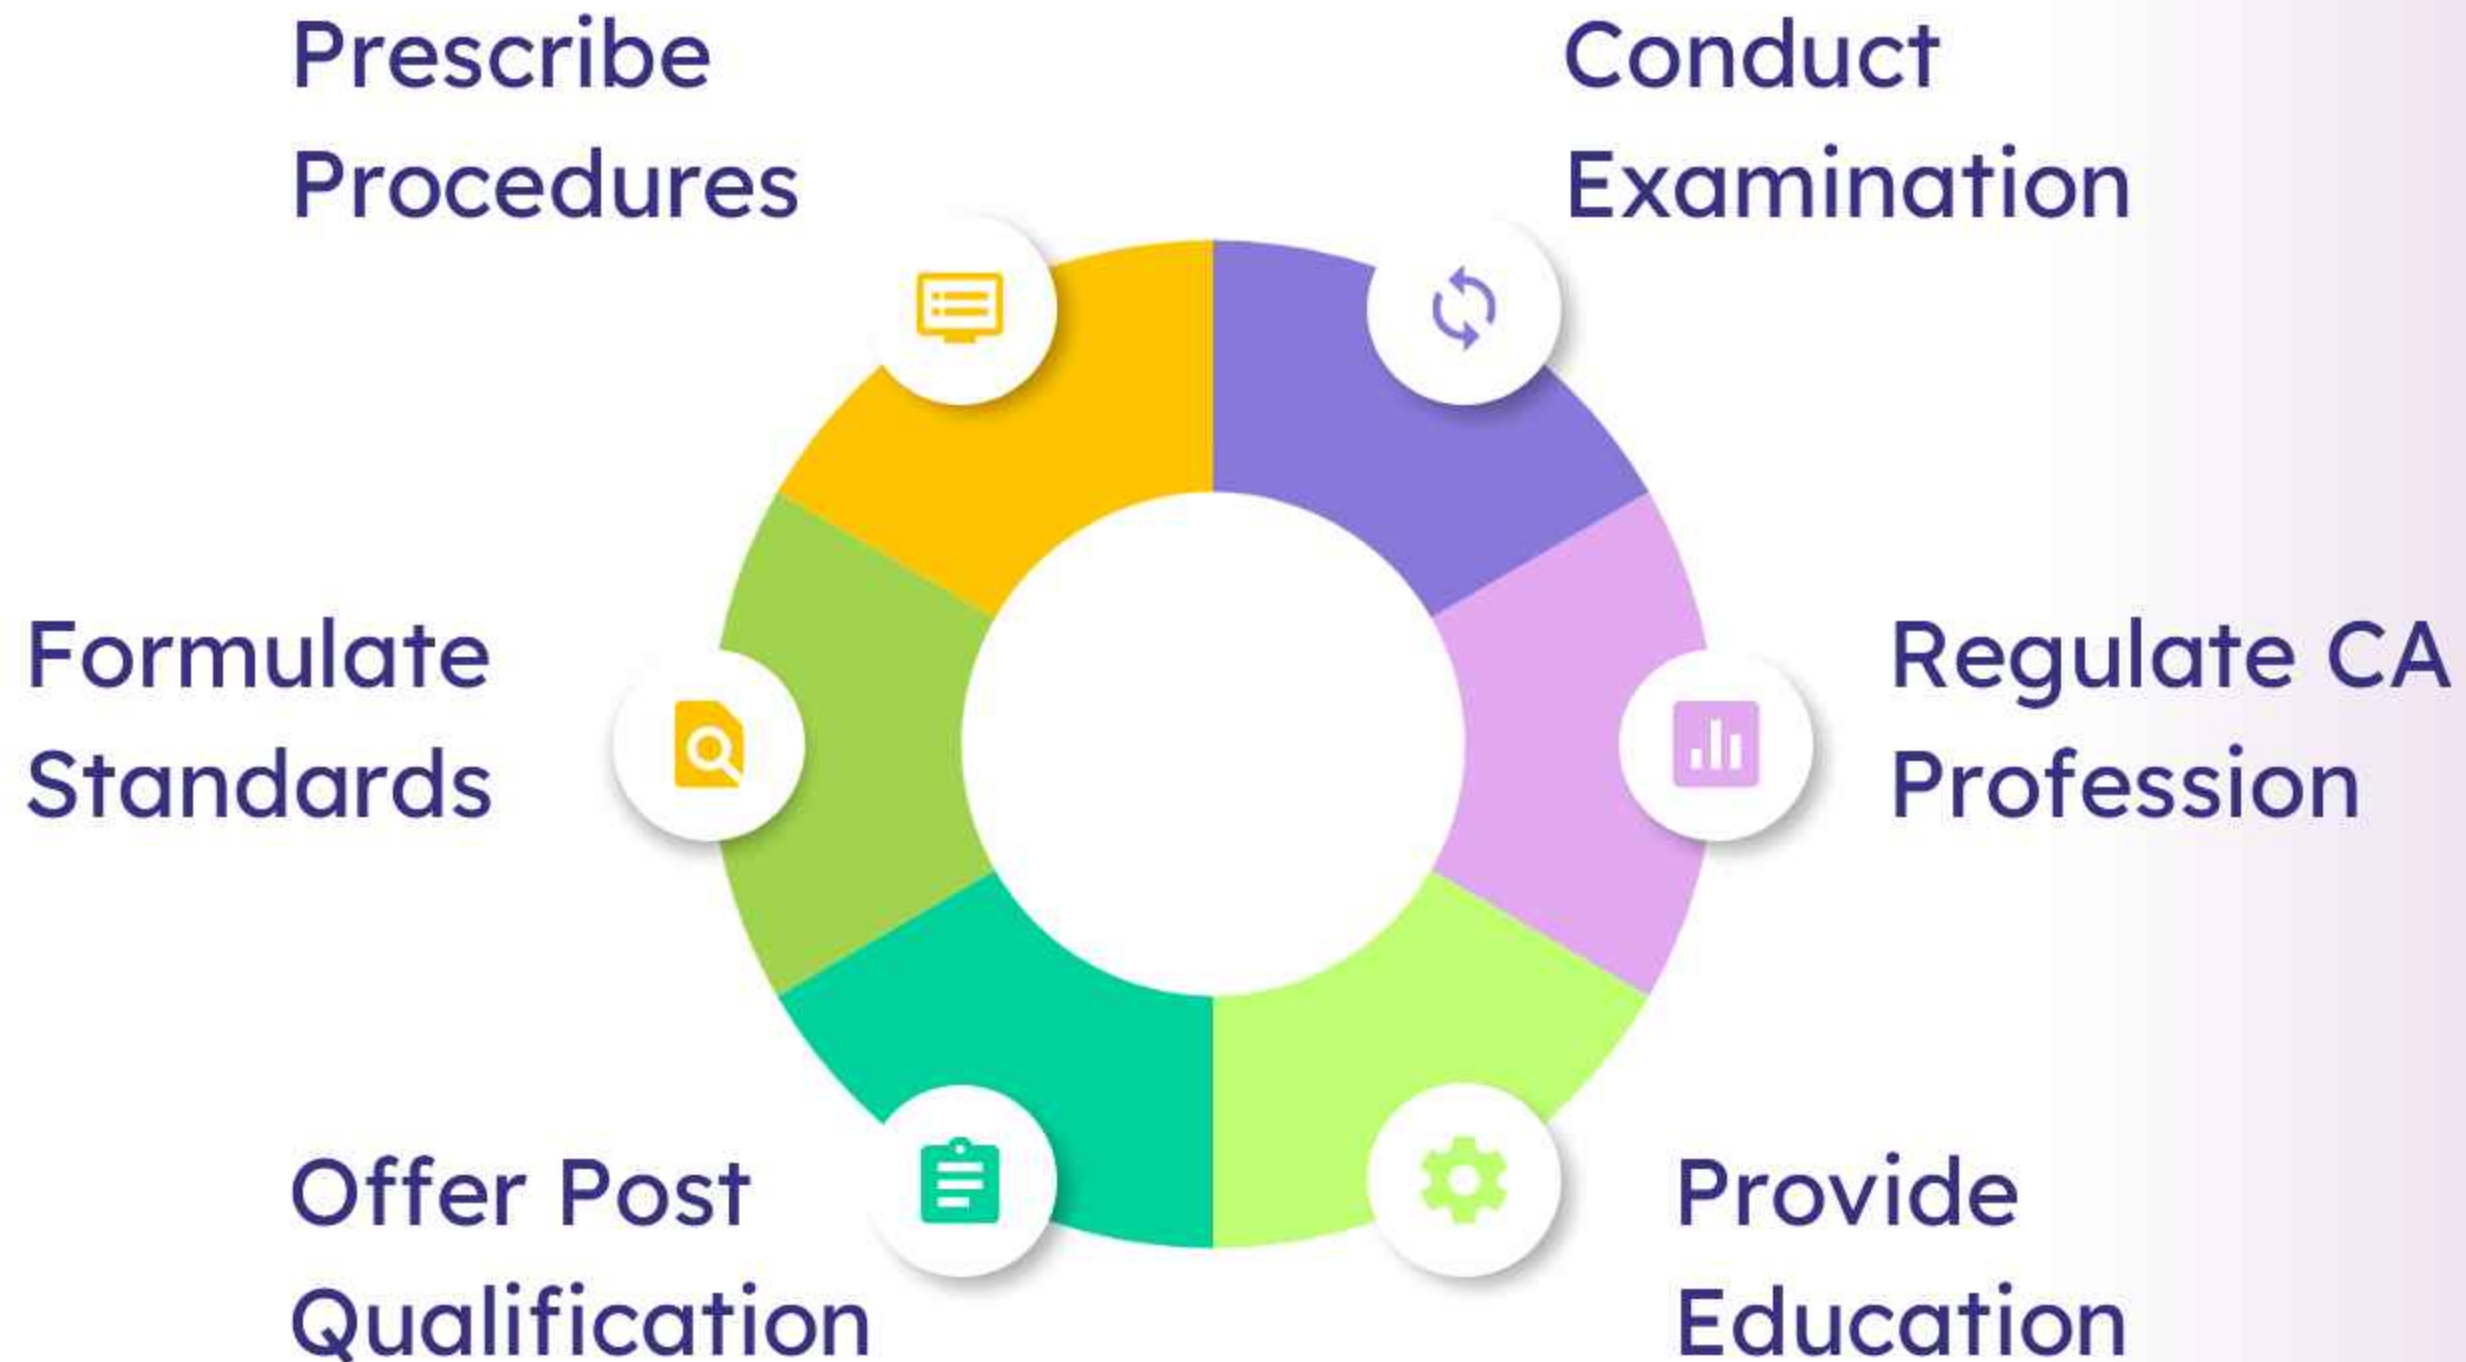 Prescribe
Procedures
Conduct
Examination
Formulate
Standards
Regulate CA
Profession
Offer Post
Qualification
Provide
Education